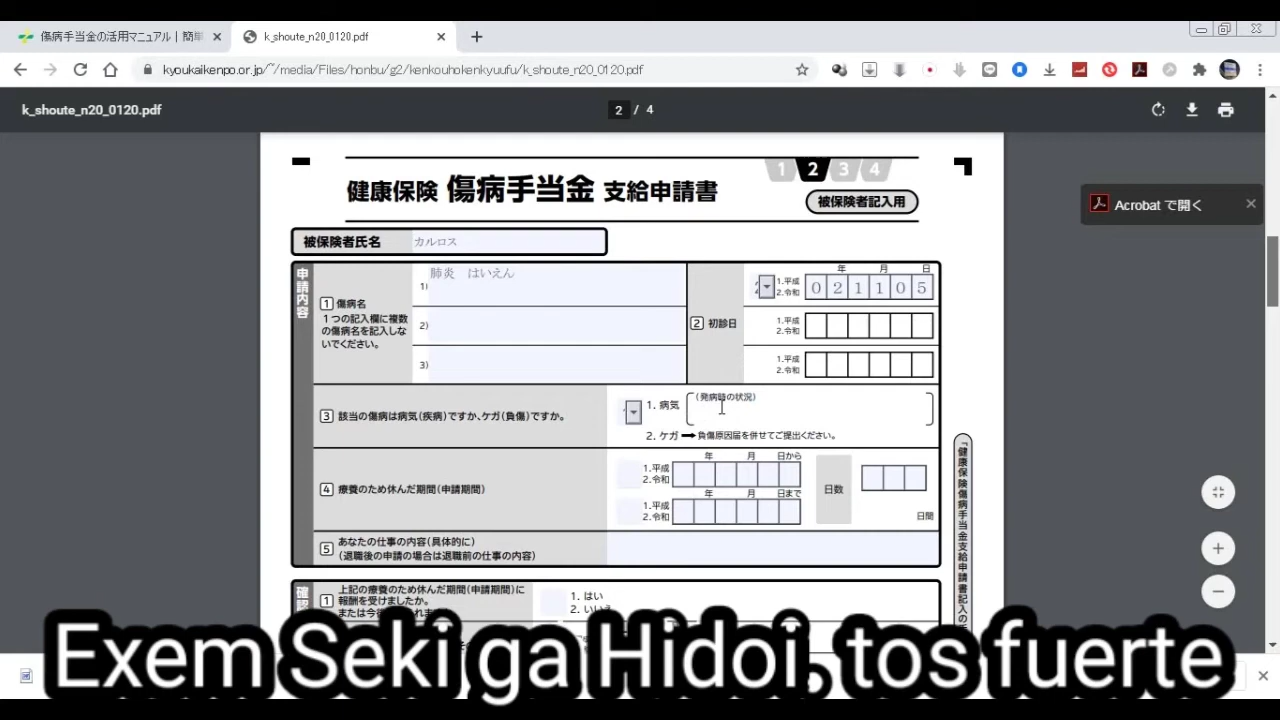 傷病手当金の活用マニュアル | 簡単
k_shoute_n20_0120.pdf
kyoukaikenpo.or.jp/~/media/Files/honbu/g2/kenkouhokenkyuufu/k_shoute_n20_0120.pdf
k_shoute_n20_0120.pdf
2 / 4
Acrobat で開く
健康保険 傷病手当金 支給申請書
1 2 3 4
被保険者記入用
被保険者氏名
カルロス
申請内容
1 傷病名
1つの記入欄に複数
の傷病名を記入しな
いでください。
1) 肺炎 はいえん
2)
3)
2 初診日
年 月 日
1.平成
2.令和
0 2 1 1 0 5
1.平成
2.令和
1.平成
2.令和
3 該当の傷病は病気(疾病)ですか、ケガ(負傷)ですか。
1. 病気
(発病時の状況)
2. ケガ ➡ 負傷原因届を併せてご提出ください。
4 療養のため休んだ期間(申請期間)
年 月 日から
1.平成
2.令和
年 月 日まで
1.平成
2.令和
日数
日間
5 あなたの仕事の内容(具体的に)
(退職後の申請の場合は退職前の仕事の内容)
「健康保険傷病手当金支給申請書記入の手
確認
1 上記の療養のため休んだ期間(申請期間)に
報酬を受けましたか。
または今後
1. はい
2. いいえ
Exem Seki ga Hidoi, tos fuerte